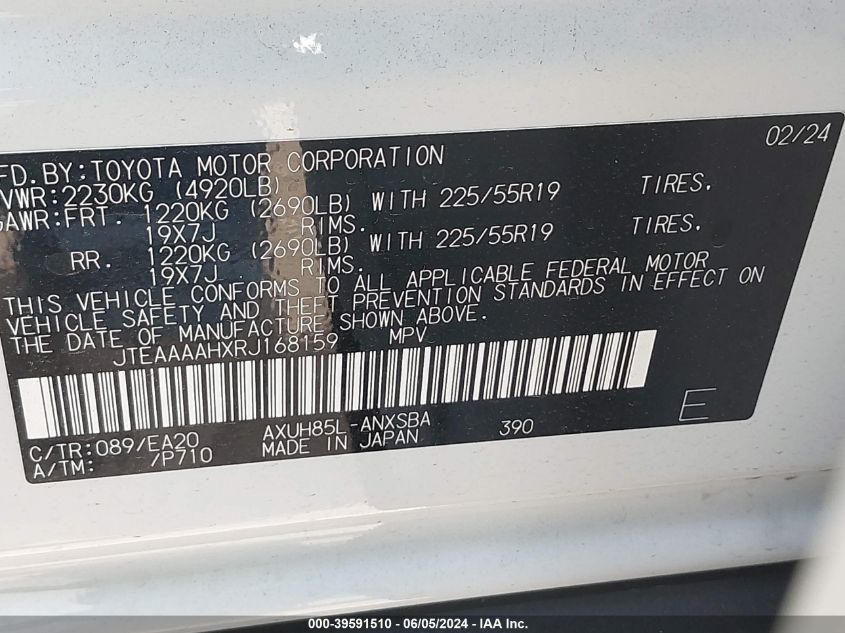 02/24
FD.BY:TOYOTA MOTOR CORPORATION
VWR:2230KG (4920LB)
GAWR:FRT. 1220KG (2690LB) WITH 225/55R19 TIRES.
19X7J RIMS.
RR. 1220KG (2690LB) WITH 225/55R19 TIRES.
19X7J RIMS.
THIS VEHICLE CONFORMS TO ALL APPLICABLE FEDERAL MOTOR
VEHICLE SAFETY AND THEFT PREVENTION STANDARDS IN EFFECT ON
THE DATE OF MANUFACTURE SHOWN ABOVE.
JTEAAAAHXRJ168159 MPV
E
C/TR:089/EA20 AXUH85L-ANXSBA 390
A/TM: /P710 MADE IN JAPAN
000-39591510 - 06/05/2024 - IAA Inc.